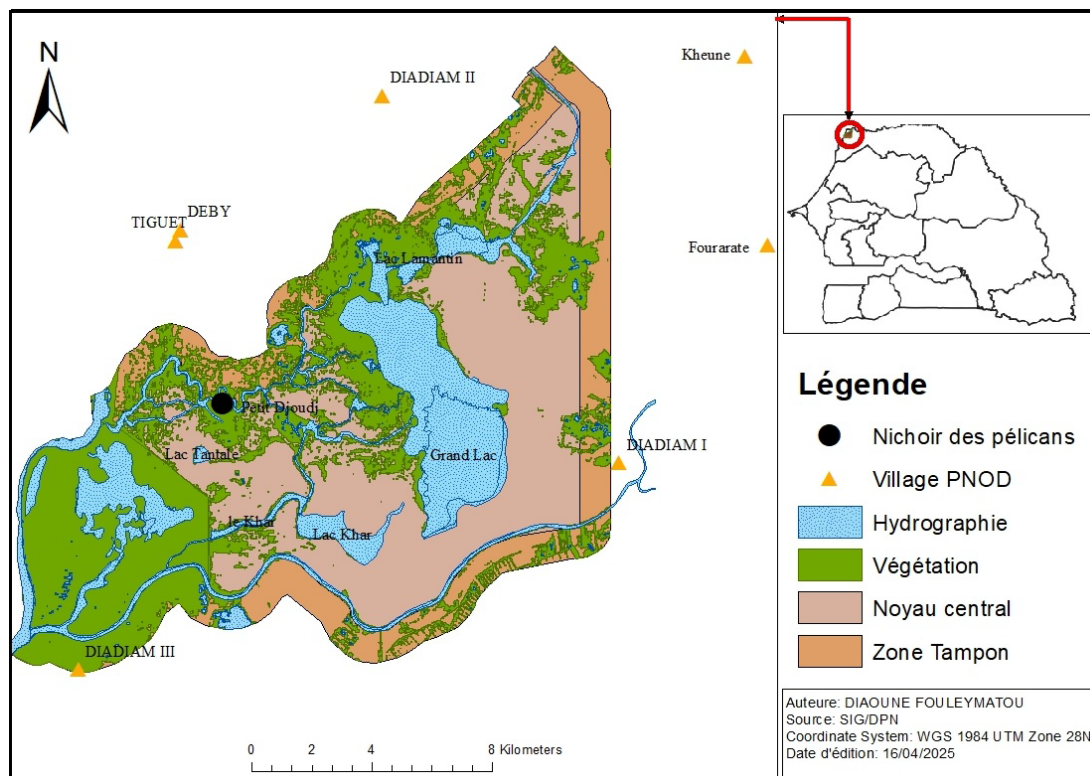 N
DIADIAM II
Kheune
DEBY
TIGUET
Fourarate
Lac Lamantin
Petit Djoudj
Lac Tantale
Grand Lac
DIADIAM I
le Khar
Lac Khar
DIADIAM III
0 2 4 8 Kilometers
Légende
Nichoir des pélicans
Village PNOD
Hydrographie
Végétation
Noyau central
Zone Tampon
Auteure: DIAOUNE FOULEYMATOU
Source: SIG/DPN
Coordinate System: WGS 1984 UTM Zone 28N
Date d'édition: 16/04/2025